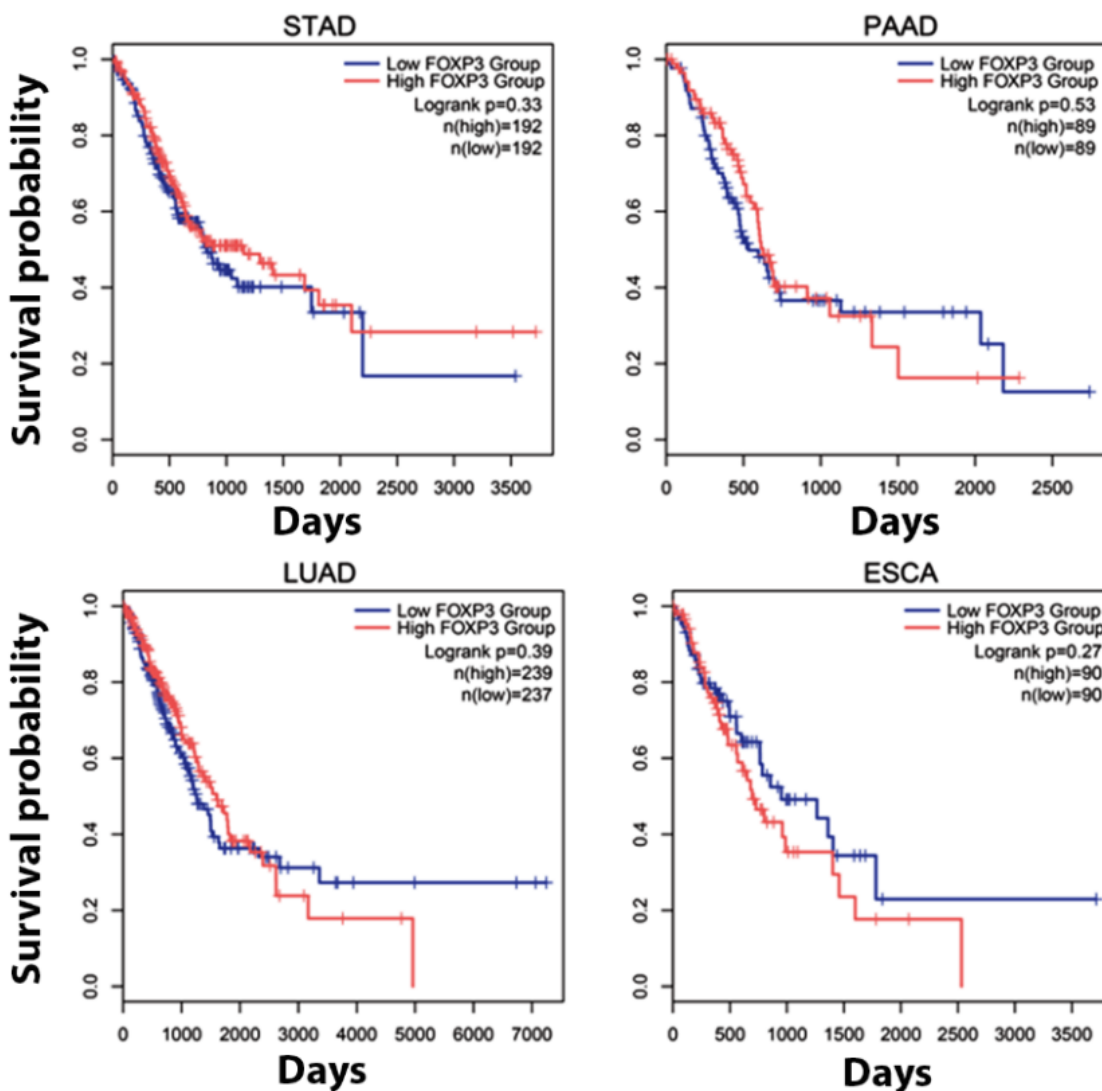 STAD
Low FOXP3 Group
High FOXP3 Group
Logrank p=0.33
n(high)=192
n(low)=192
1.0
0.8
0.6
0.4
0.2
0.0
Survival probability
0 500 1000 1500 2000 2500 3000 3500
Days
PAAD
Low FOXP3 Group
High FOXP3 Group
Logrank p=0.53
n(high)=89
n(low)=89
1.0
0.8
0.6
0.4
0.2
0.0
0 500 1000 1500 2000 2500
Days
LUAD
Low FOXP3 Group
High FOXP3 Group
Logrank p=0.39
n(high)=239
n(low)=237
1.0
0.8
0.6
0.4
0.2
0.0
Survival probability
0 1000 2000 3000 4000 5000 6000 7000
Days
ESCA
Low FOXP3 Group
High FOXP3 Group
Logrank p=0.27
n(high)=90
n(low)=90
1.0
0.8
0.6
0.4
0.2
0.0
0 500 1000 1500 2000 2500 3000 3500
Days